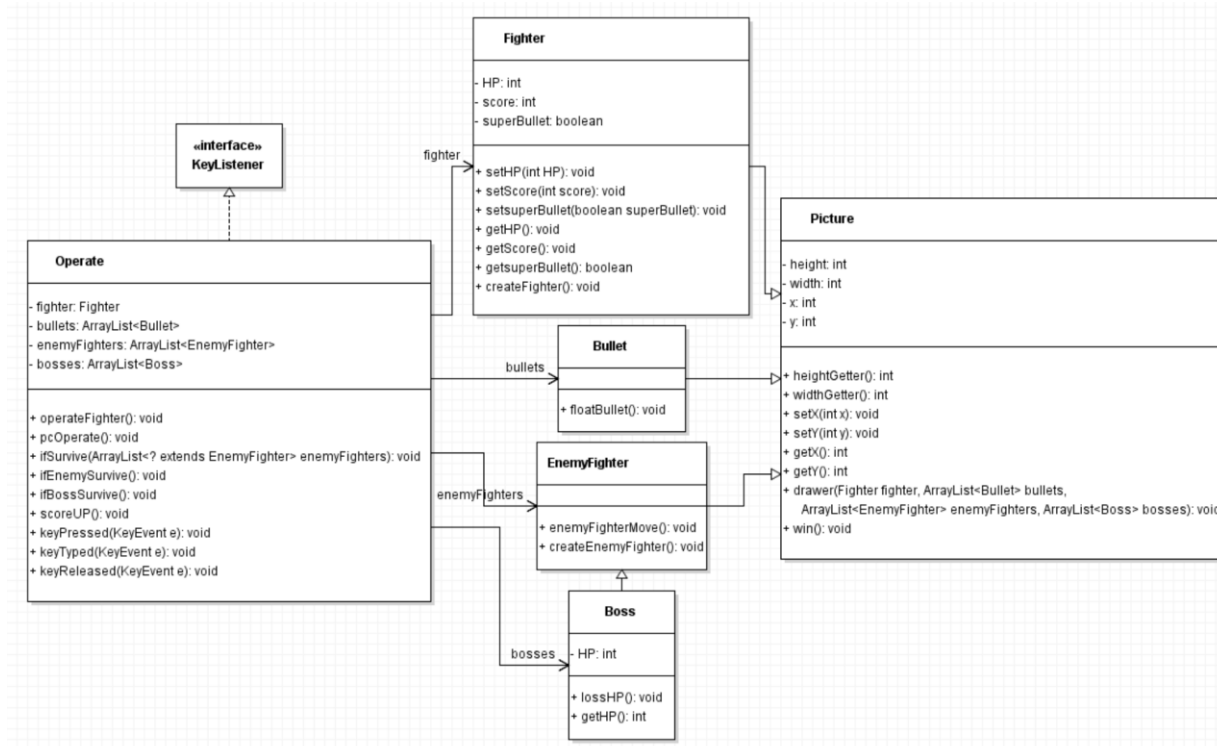 Fighter
- HP: int
- score: int
- superBullet: boolean
+ setHP(int HP): void
+ setScore(int score): void
+ setsuperBullet(boolean superBullet): void
+ getHP(): void
+ getScore(): void
+ getsuperBullet(): boolean
+ createFighter(): void
«interface»
KeyListener
fighter
Operate
- fighter: Fighter
- bullets: ArrayList<Bullet>
- enemyFighters: ArrayList<EnemyFighter>
- bosses: ArrayList<Boss>
+ operateFighter(): void
+ pcOperate(): void
+ ifSurvive(ArrayList<? extends EnemyFighter> enemyFighters): void
+ ifEnemySurvive(): void
+ ifBossSurvive(): void
+ scoreUP(): void
+ keyPressed(KeyEvent e): void
+ keyTyped(KeyEvent e): void
+ keyReleased(KeyEvent e): void
bullets
Bullet
+ floatBullet(): void
enemyFighters
EnemyFighter
+ enemyFighterMove(): void
+ createEnemyFighter(): void
bosses
Boss
- HP: int
+ lossHP(): void
+ getHP(): int
Picture
- height: int
- width: int
- x: int
- y: int
+ heightGetter(): int
+ widthGetter(): int
+ setX(int x): void
+ setY(int y): void
+ getX(): int
+ getY(): int
+ drawer(Fighter fighter, ArrayList<Bullet> bullets,
ArrayList<EnemyFighter> enemyFighters, ArrayList<Boss> bosses): void
+ win(): void